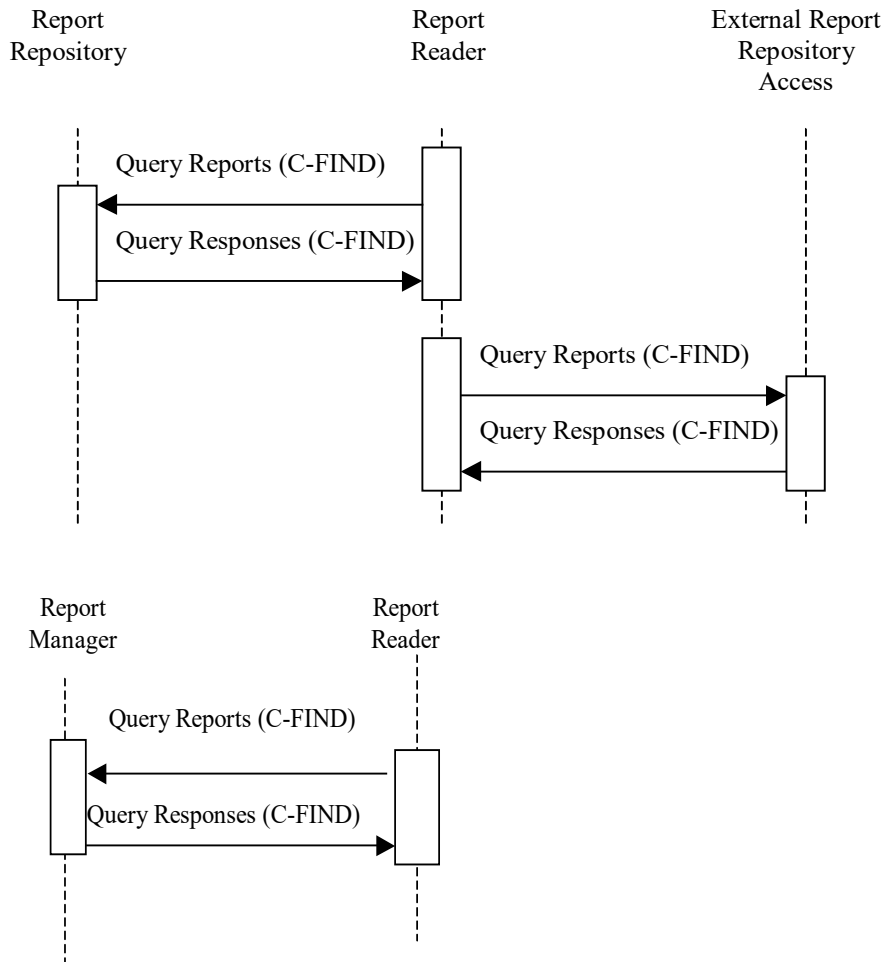 Report
Repository
Report
Reader
External Report
Repository
Access
Query Reports (C-FIND)
Query Responses (C-FIND)
Query Reports (C-FIND)
Query Responses (C-FIND)
Report
Manager
Report
Reader
Query Reports (C-FIND)
Query Responses (C-FIND)